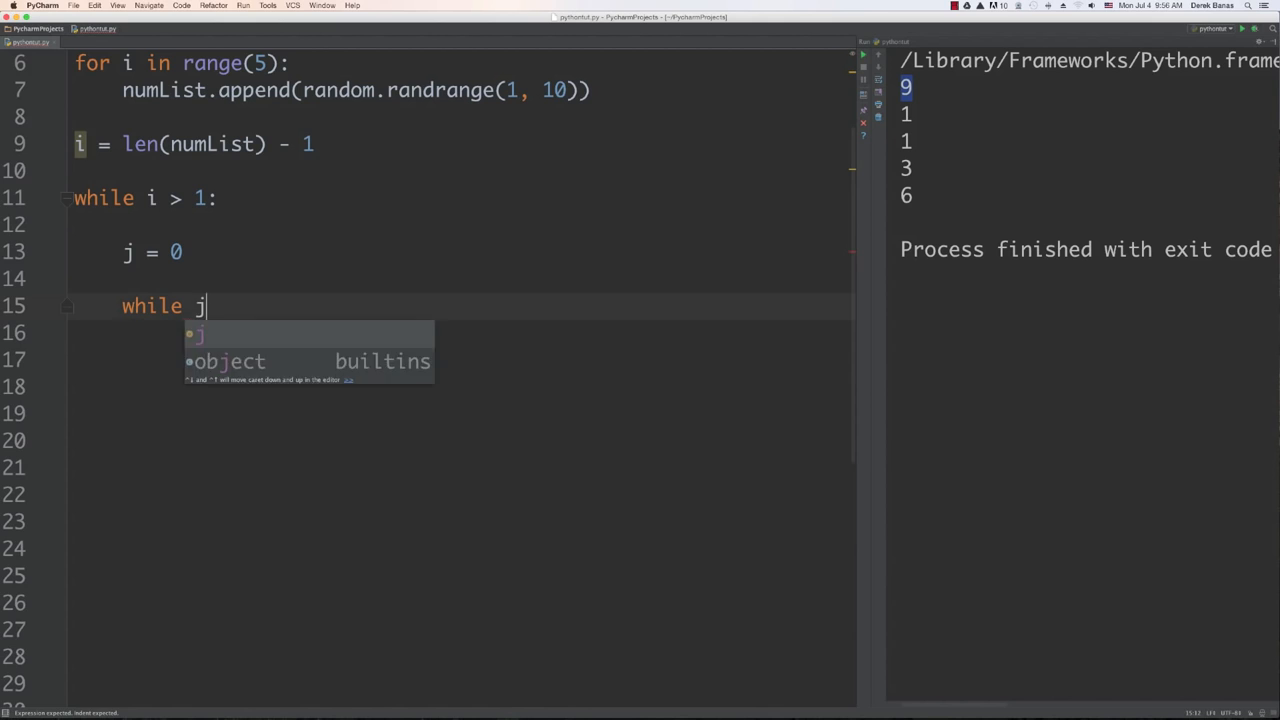 PyCharm File Edit View Navigate Code Refactor Run Tools VCS Window Help
10 Mon Jul 4 9:56 AM Derek Banas
pythontut.py - PycharmProjects - [~/PycharmProjects]
PycharmProjects pythontut.py
pythontut
pythontut.py
Run: pythontut
6 for i in range(5):
7 numList.append(random.randrange(1, 10))
8
9 i = len(numList) - 1
10
11 while i > 1:
12
13 j = 0
14
15 while j
16
17
18
19
20
21
22
23
24
25
26
27
28
29
30
j
object builtins
^↓ and ^↑ will move caret down and up in the editor >>
/Library/Frameworks/Python.frame
9
1
1
3
6
Process finished with exit code
Expression expected. Indent expected.
15:12 LF‡ UTF-8‡